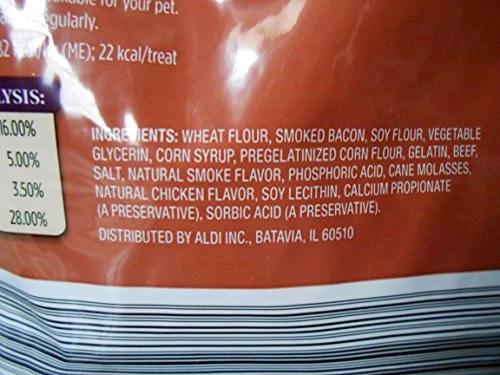 for your pet.
egularly.
(ME); 22 kcal/treat
LYSIS:
16.00%
5.00%
3.50%
28.00%
INGREDIENTS: WHEAT FLOUR, SMOKED BACON, SOY FLOUR, VEGETABLE
GLYCERIN, CORN SYRUP, PREGELATINIZED CORN FLOUR, GELATIN, BEEF,
SALT, NATURAL SMOKE FLAVOR, PHOSPHORIC ACID, CANE MOLASSES,
NATURAL CHICKEN FLAVOR, SOY LECITHIN, CALCIUM PROPIONATE
(A PRESERVATIVE), SORBIC ACID (A PRESERVATIVE).
DISTRIBUTED BY ALDI INC., BATAVIA, IL 60510